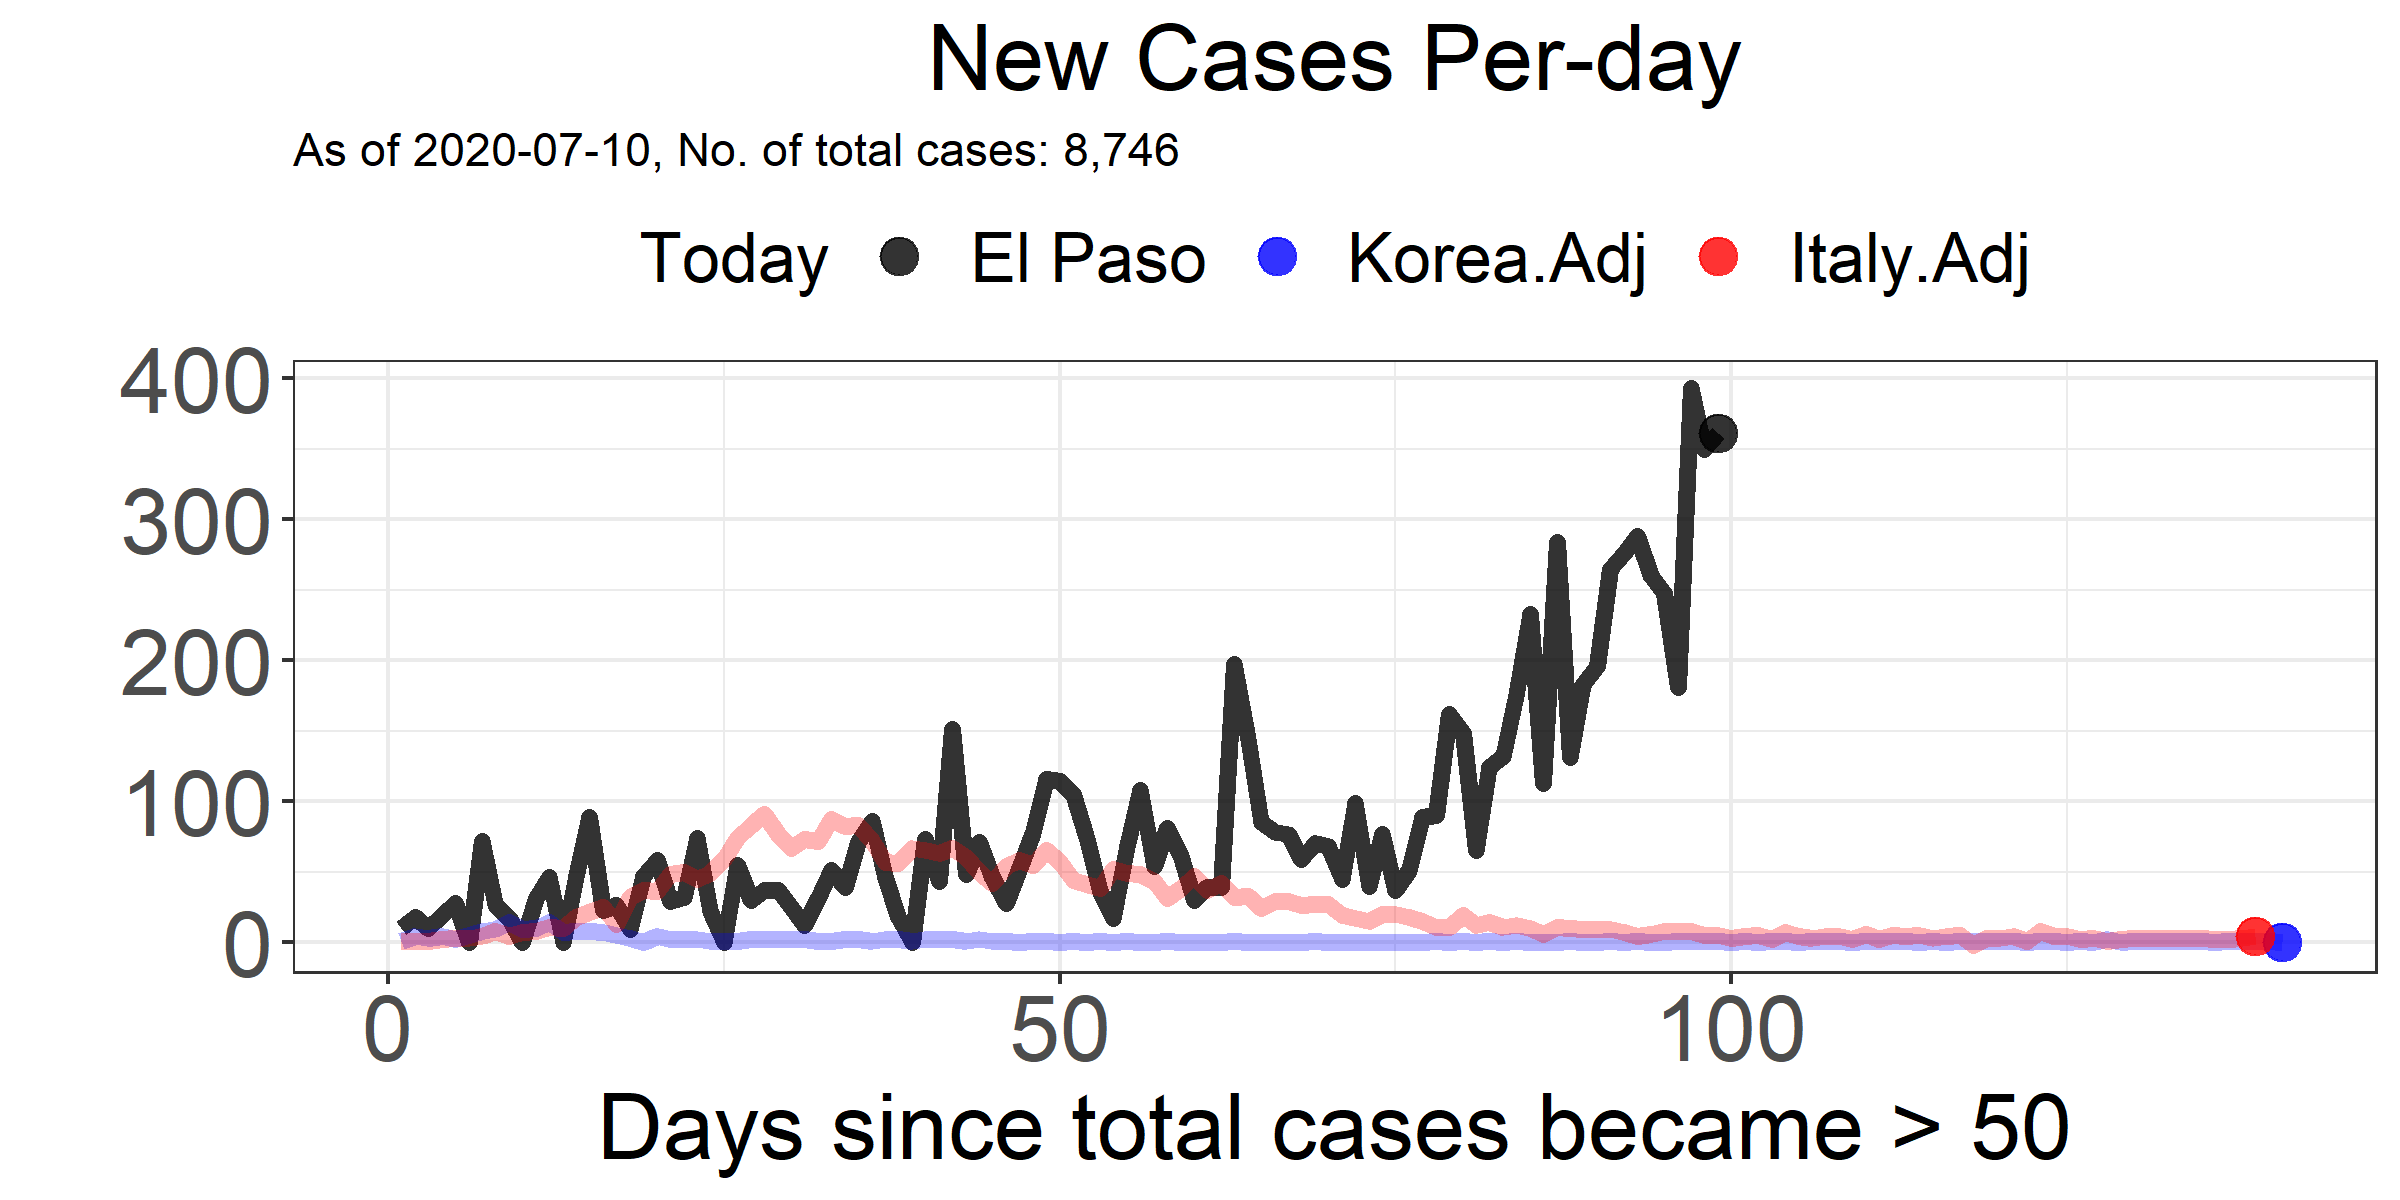 New Cases Per-day
As of 2020-07-10, No. of total cases: 8,746
Today El Paso Korea.Adj Italy.Adj
400
300
200
100
0
0 50 100
Days since total cases became > 50